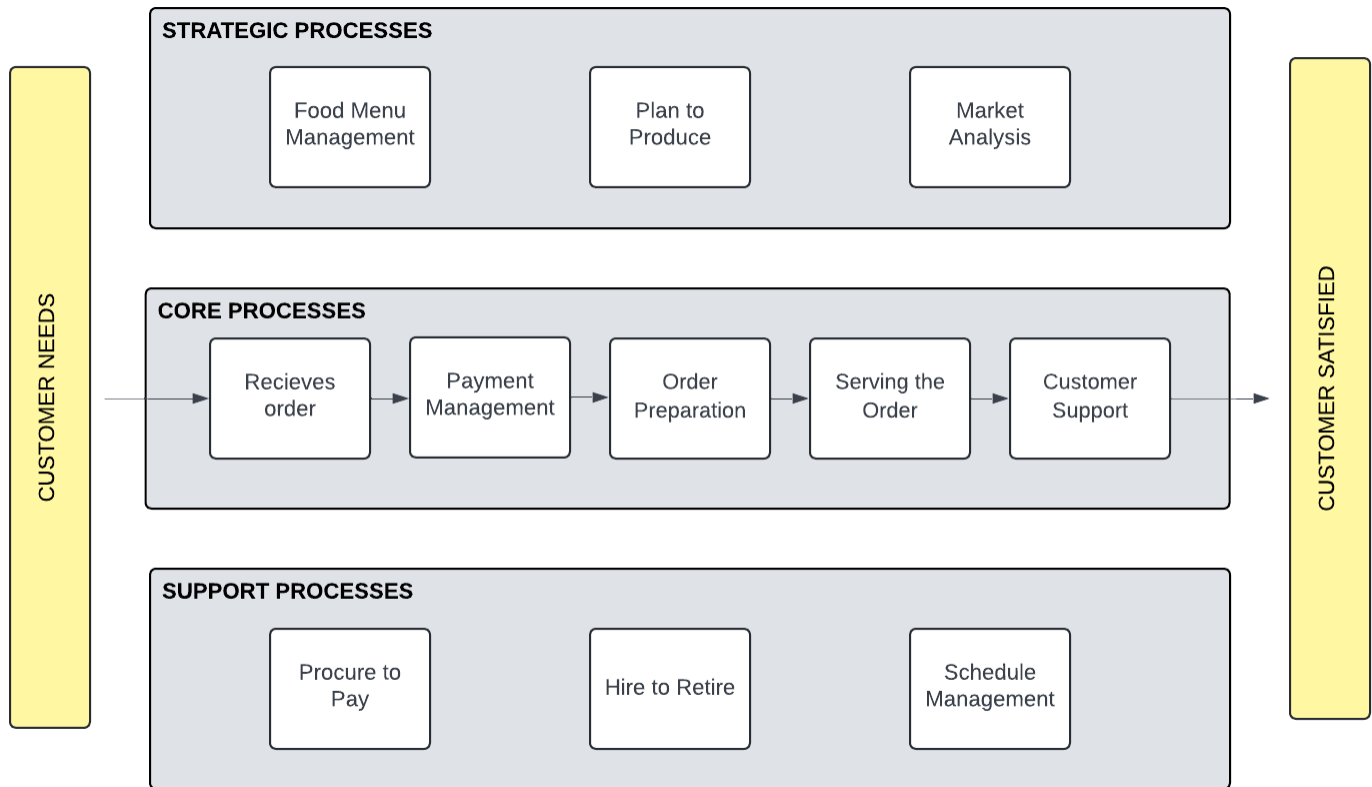 STRATEGIC PROCESSES
Food Menu
Management
Plan to
Produce
Market
Analysis
CUSTOMER NEEDS
CORE PROCESSES
Recieves
order
Payment
Management
Order
Preparation
Serving the
Order
Customer
Support
CUSTOMER SATISFIED
SUPPORT PROCESSES
Procure to
Pay
Hire to Retire
Schedule
Management